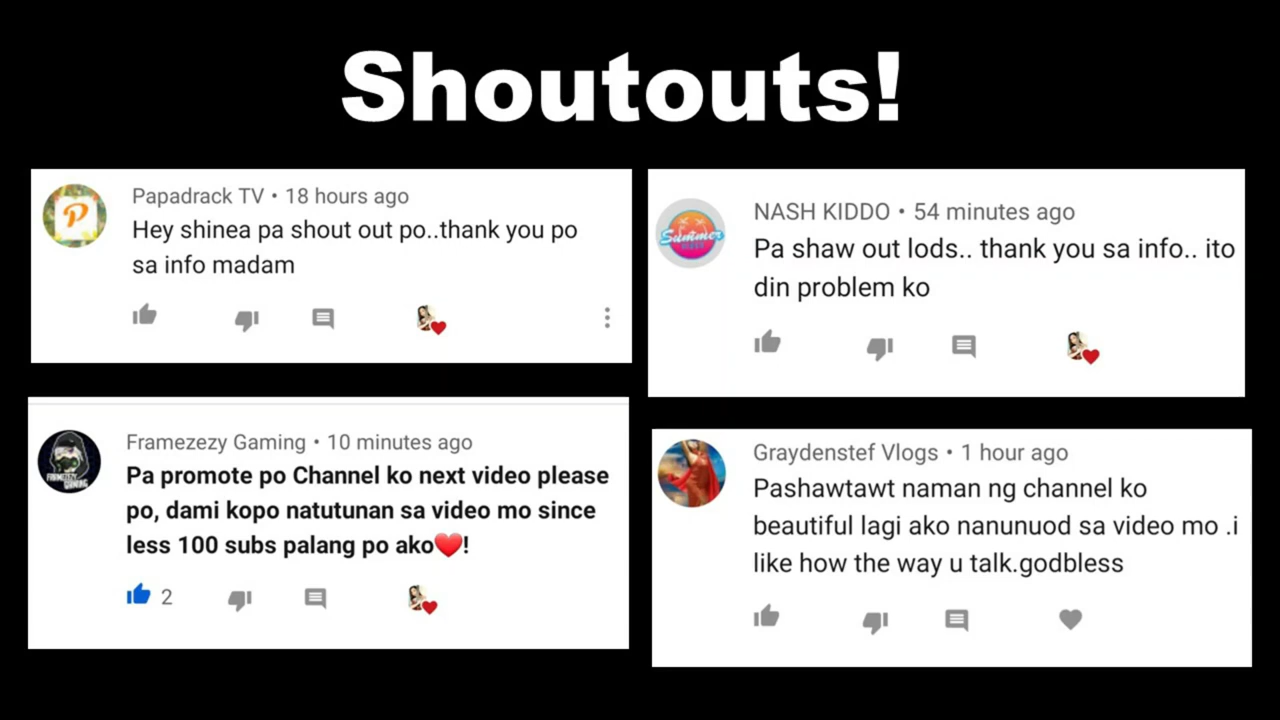 Shoutouts!
Papadrack TV • 18 hours ago
Hey shinea pa shout out po..thank you po
sa info madam
NASH KIDDO • 54 minutes ago
Pa shaw out lods.. thank you sa info.. ito
din problem ko
Summer
Framezezy Gaming • 10 minutes ago
Pa promote po Channel ko next video please
po, dami kopo natutunan sa video mo since
less 100 subs palang po ako❤️!
2
FRAMEZEZY
GAMING
Graydenstef Vlogs • 1 hour ago
Pashawtawt naman ng channel ko
beautiful lagi ako nanunuod sa video mo .i
like how the way u talk.godbless